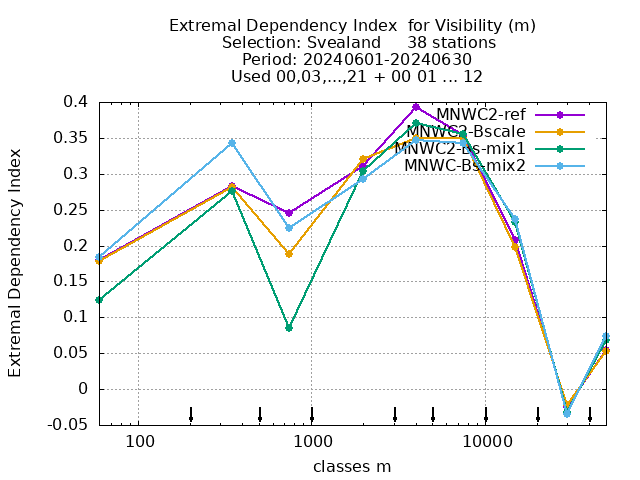 Extremal Dependency Index  for Visibility (m)
Selection: Svealand     38 stations
Period: 20240601-20240630
Used 00,03,...,21 + 00 01 ... 12
MNWC2-ref
MNWC2-Bscale
MNWC2-Bs-mix1
MNWC-Bs-mix2
0.4
0.35
0.3
0.25
0.2
0.15
0.1
0.05
0
-0.05
Extremal Dependency Index
100 1000 10000
classes m